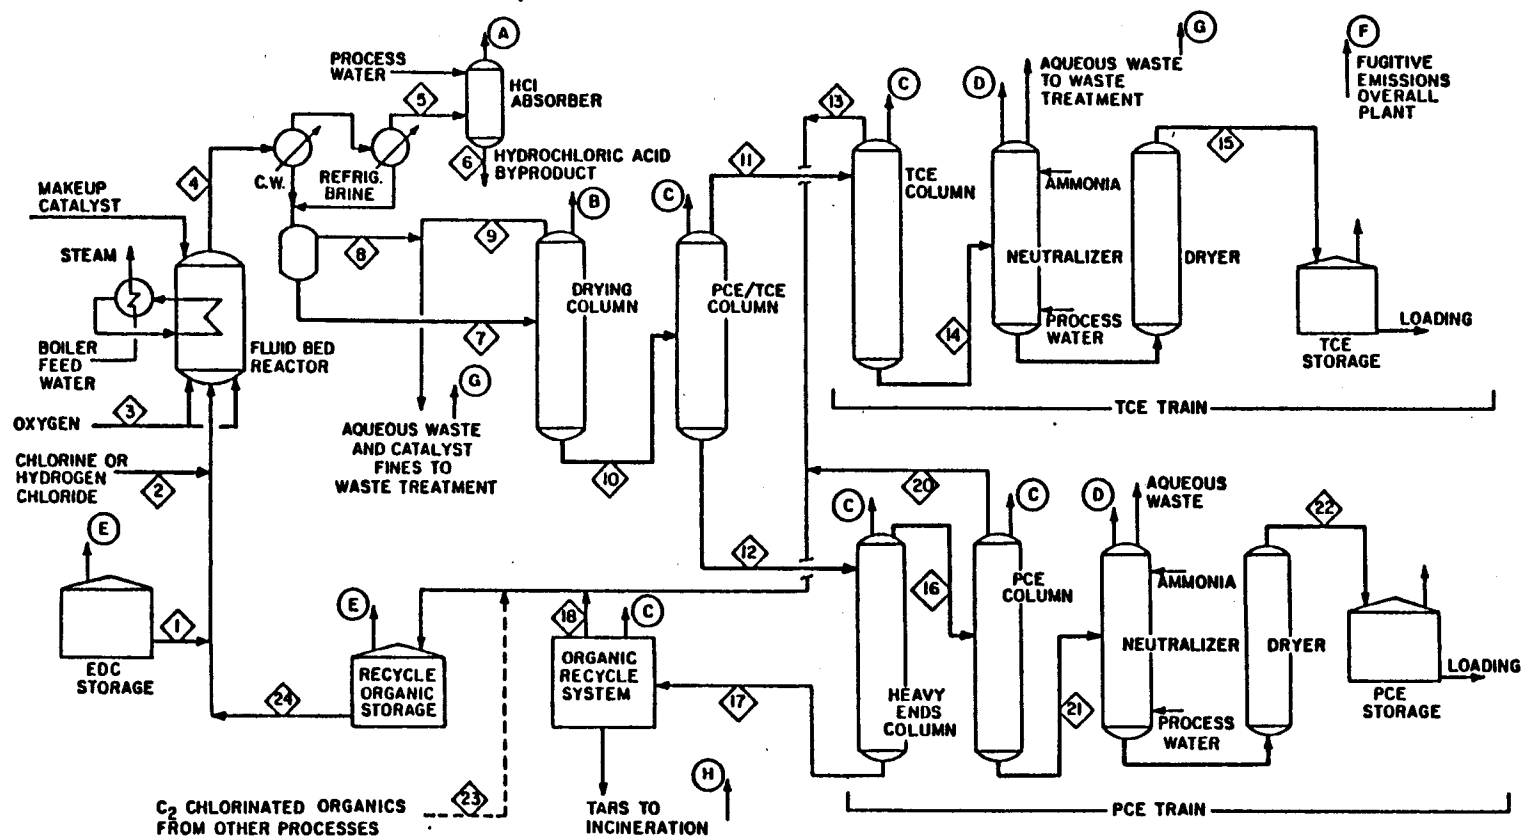 A
PROCESS
WATER
HCl
ABSORBER
5
6
HYDROCHLORIC ACID
BYPRODUCT
C.W.
REFRIG.
BRINE
4
MAKEUP
CATALYST
STEAM
BOILER
FEED
WATER
FLUID BED
REACTOR
3
OXYGEN
CHLORINE OR
HYDROGEN
CHLORIDE
2
E
1
EDC
STORAGE
24
8
9
7
G
AQUEOUS WASTE
AND CATALYST
FINES TO
WASTE TREATMENT
B
DRYING
COLUMN
10
C
PCE/TCE
COLUMN
11
12
13
C
TCE
COLUMN
14
D
G
AQUEOUS WASTE
TO WASTE
TREATMENT
AMMONIA
NEUTRALIZER
PROCESS
WATER
DRYER
15
F
FUGITIVE
EMISSIONS
OVERALL
PLANT
TCE
STORAGE
LOADING
TCE TRAIN
20
C
HEAVY
ENDS
COLUMN
16
C
PCE
COLUMN
21
D
AQUEOUS
WASTE
AMMONIA
NEUTRALIZER
PROCESS
WATER
DRYER
22
PCE
STORAGE
LOADING
PCE TRAIN
E
RECYCLE
ORGANIC
STORAGE
18
C
ORGANIC
RECYCLE
SYSTEM
17
23
C2 CHLORINATED ORGANICS
FROM OTHER PROCESSES
TARS TO
INCINERATION
H